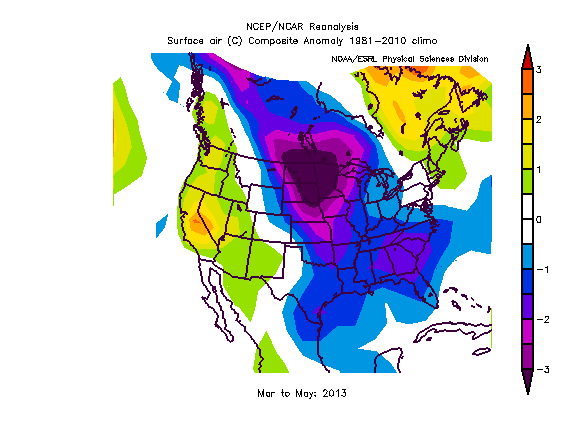 NCEP/NCAR Reanalysis
Surface air (C) Composite Anomaly 1981-2010 climo
NOAA/ESRL Physical Sciences Division
3
2
1
0
-1
-2
-3
Mar to May: 2013